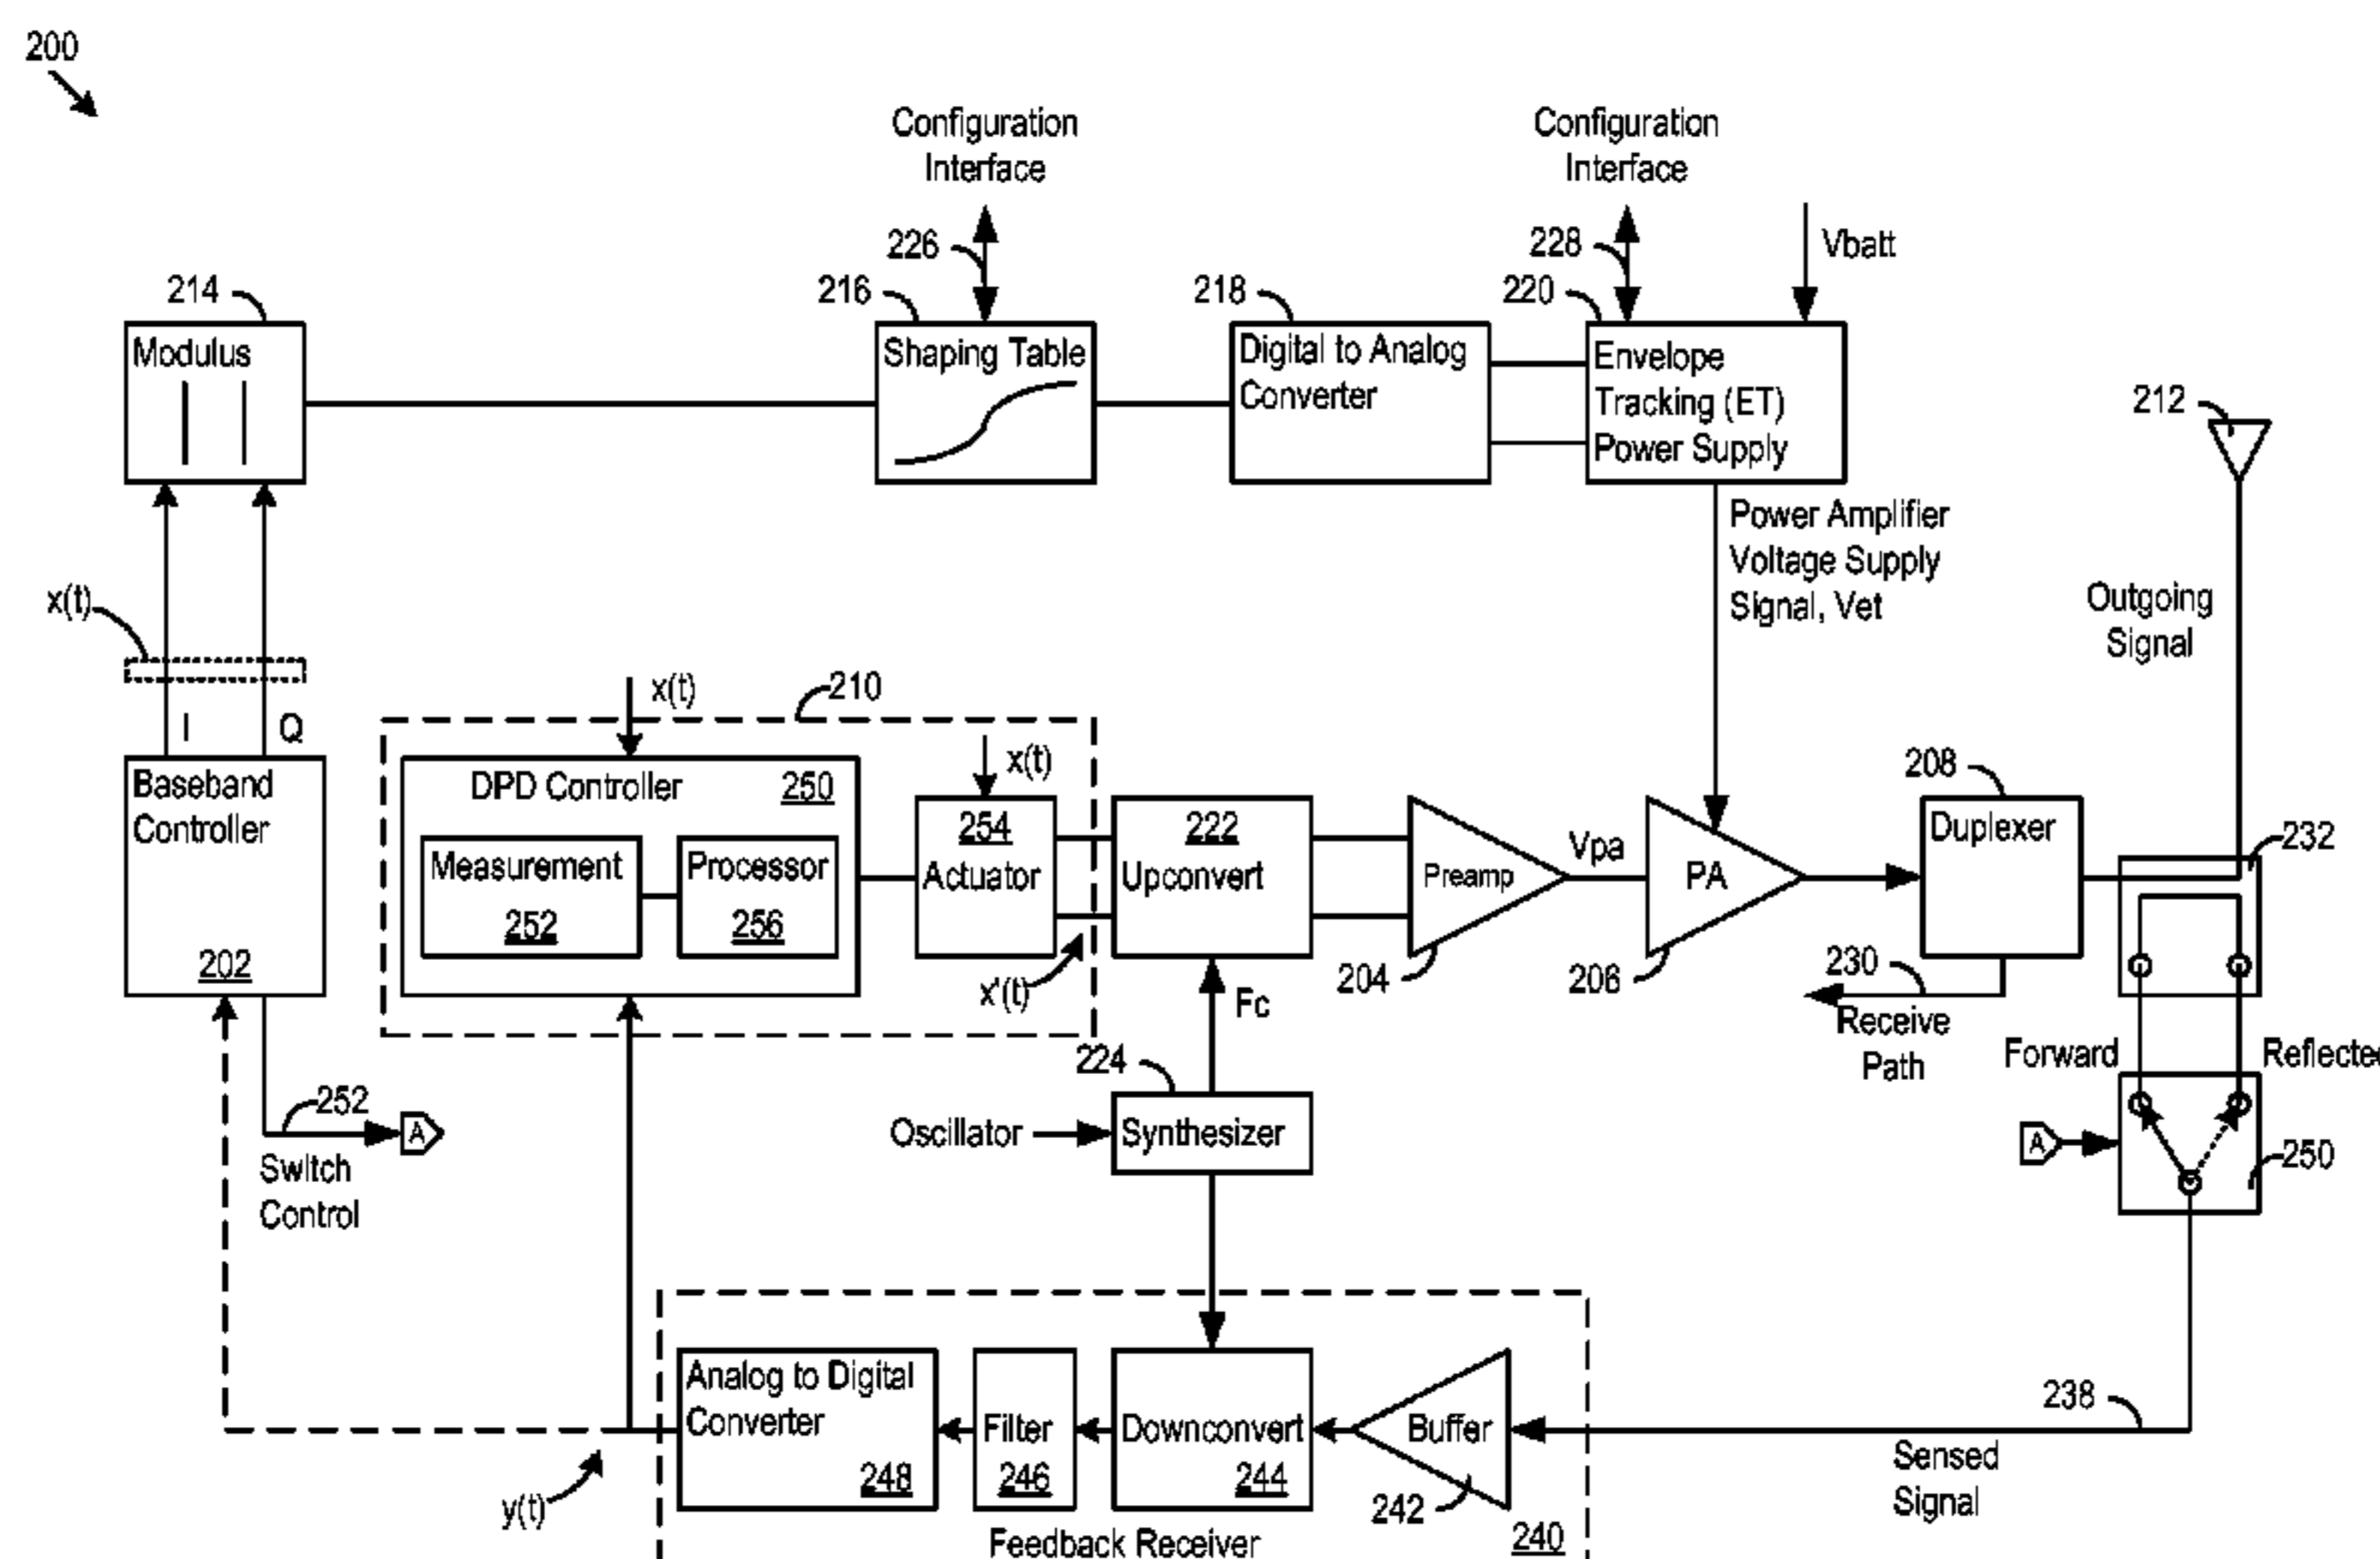 200
Configuration
Interface
Configuration
Interface
226
228
Vbatt
214
216
218
220
Modulus
Shaping Table
Digital to Analog
Converter
Envelope
Tracking (ET)
Power Supply
212
Power Amplifier
Voltage Supply
Signal, Vet
Outgoing
Signal
x(t)
I
Q
x(t)
210
Baseband
Controller
202
DPD Controller
250
Measurement
252
Processor
256
x(t)
254
Actuator
x'(t)
222
Upconvert
Fc
Preamp
204
Vpa
PA
206
208
Duplexer
230
Receive
Path
232
Forward
Reflected
252
A
Switch
Control
224
Oscillator
Synthesizer
A
250
Analog to Digital
Converter
248
Filter
246
Downconvert
244
Buffer
242
238
Sensed
Signal
y(t)
Feedback Receiver
240